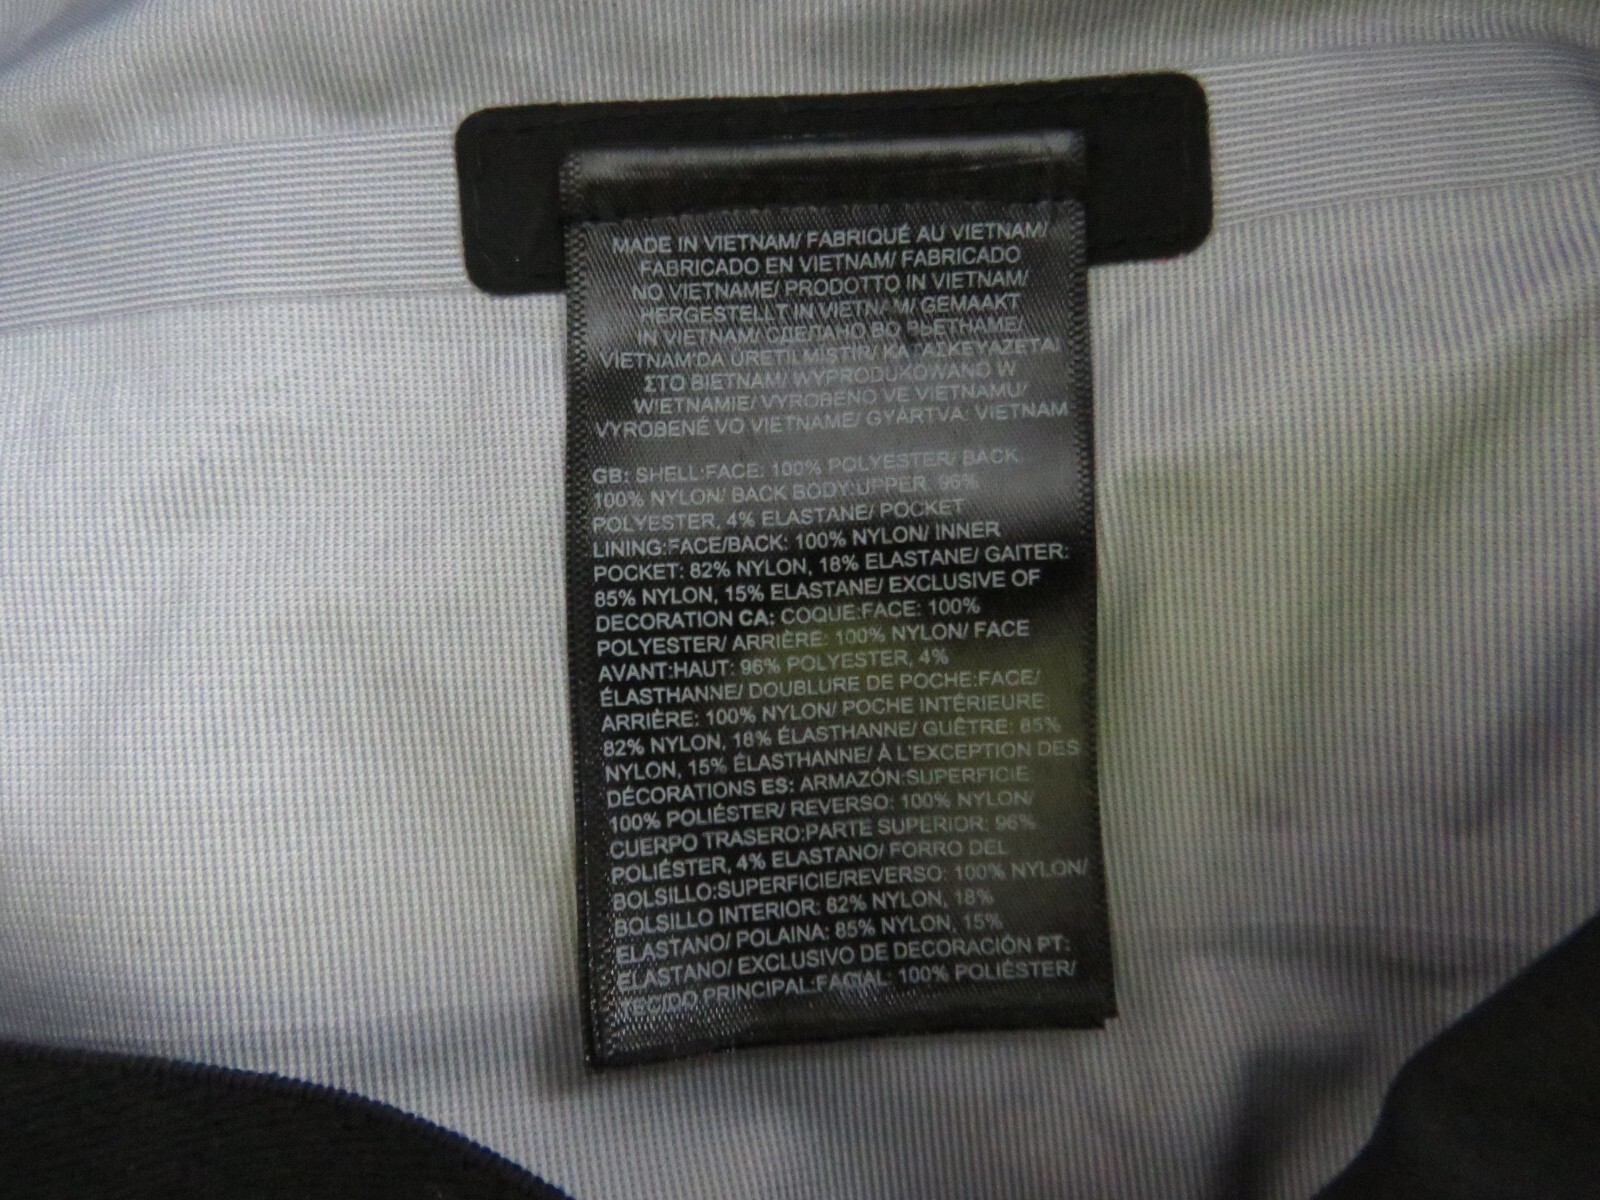 MADE IN VIETNAM/ FABRIQUÉ AU VIETNAM/
FABRICADO EN VIETNAM/ FABRICADO
NO VIETNAME/ PRODOTTO IN VIETNAM/
HERGESTELLT IN VIETNAM/ GEMAAKT
IN VIETNAM/ СДЕЛАНО ВО ВЬЕТНАМЕ/
VIETNAM'DA ÜRETILMISTIR/ ΚΑΤΑΣΚΕΥΑΖΕΤΑΙ
ΣΤΟ ΒΙΕΤΝΑΜ/ WYPRODUKOWANO W
WIETNAMIE/ VYROBENO VE VIETNAMU/
VYROBENÉ VO VIETNAME/ GYÁRTVA: VIETNAM
GB: SHELL:FACE: 100% POLYESTER/ BACK:
100% NYLON/ BACK BODY:UPPER: 96%
POLYESTER, 4% ELASTANE/ POCKET
LINING:FACE/BACK: 100% NYLON/ INNER
POCKET: 82% NYLON, 18% ELASTANE/ GAITER:
85% NYLON, 15% ELASTANE/ EXCLUSIVE OF
DECORATION CA: COQUE:FACE: 100%
POLYESTER/ ARRIÈRE: 100% NYLON/ FACE
AVANT:HAUT: 96% POLYESTER, 4%
ÉLASTHANNE/ DOUBLURE DE POCHE:FACE/
ARRIÈRE: 100% NYLON/ POCHE INTÉRIEURE:
82% NYLON, 18% ÉLASTHANNE/ GUÊTRE: 85%
NYLON, 15% ÉLASTHANNE/ À L'EXCEPTION DES
DÉCORATIONS ES: ARMAZÓN:SUPERFICIE
100% POLIÉSTER/ REVERSO: 100% NYLON/
CUERPO TRASERO:PARTE SUPERIOR: 96%
POLIÉSTER, 4% ELASTANO/ FORRO DEL
BOLSILLO:SUPERFICIE/REVERSO: 100% NYLON/
BOLSILLO INTERIOR: 82% NYLON, 18%
ELASTANO/ POLAINA: 85% NYLON, 15%
ELASTANO/ EXCLUSIVO DE DECORACIÓN PT:
TECIDO PRINCIPAL:FACIAL: 100% POLIÉSTER/